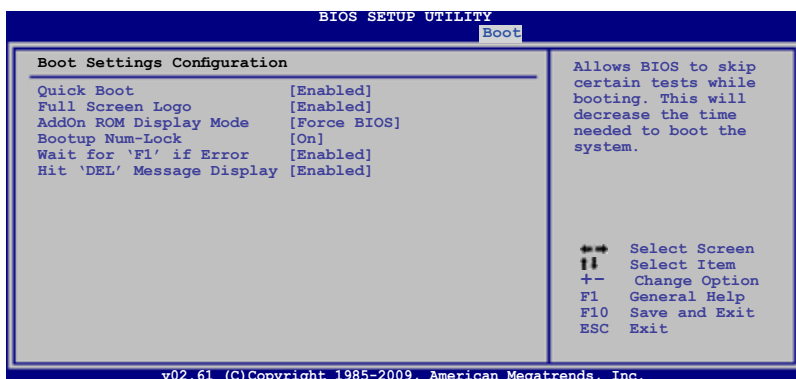 BIOS SETUP UTILITY
Boot
Boot Settings Configuration
Quick Boot [Enabled]
Full Screen Logo [Enabled]
AddOn ROM Display Mode [Force BIOS]
Bootup Num-Lock [On]
Wait for ‘F1’ if Error [Enabled]
Hit ‘DEL’ Message Display [Enabled]
Allows BIOS to skip
certain tests while
booting. This will
decrease the time
needed to boot the
system.
←→ Select Screen
↑↓ Select Item
+- Change Option
F1 General Help
F10 Save and Exit
ESC Exit
v02.61 (C)Copyright 1985-2009, American Megatrends, Inc.